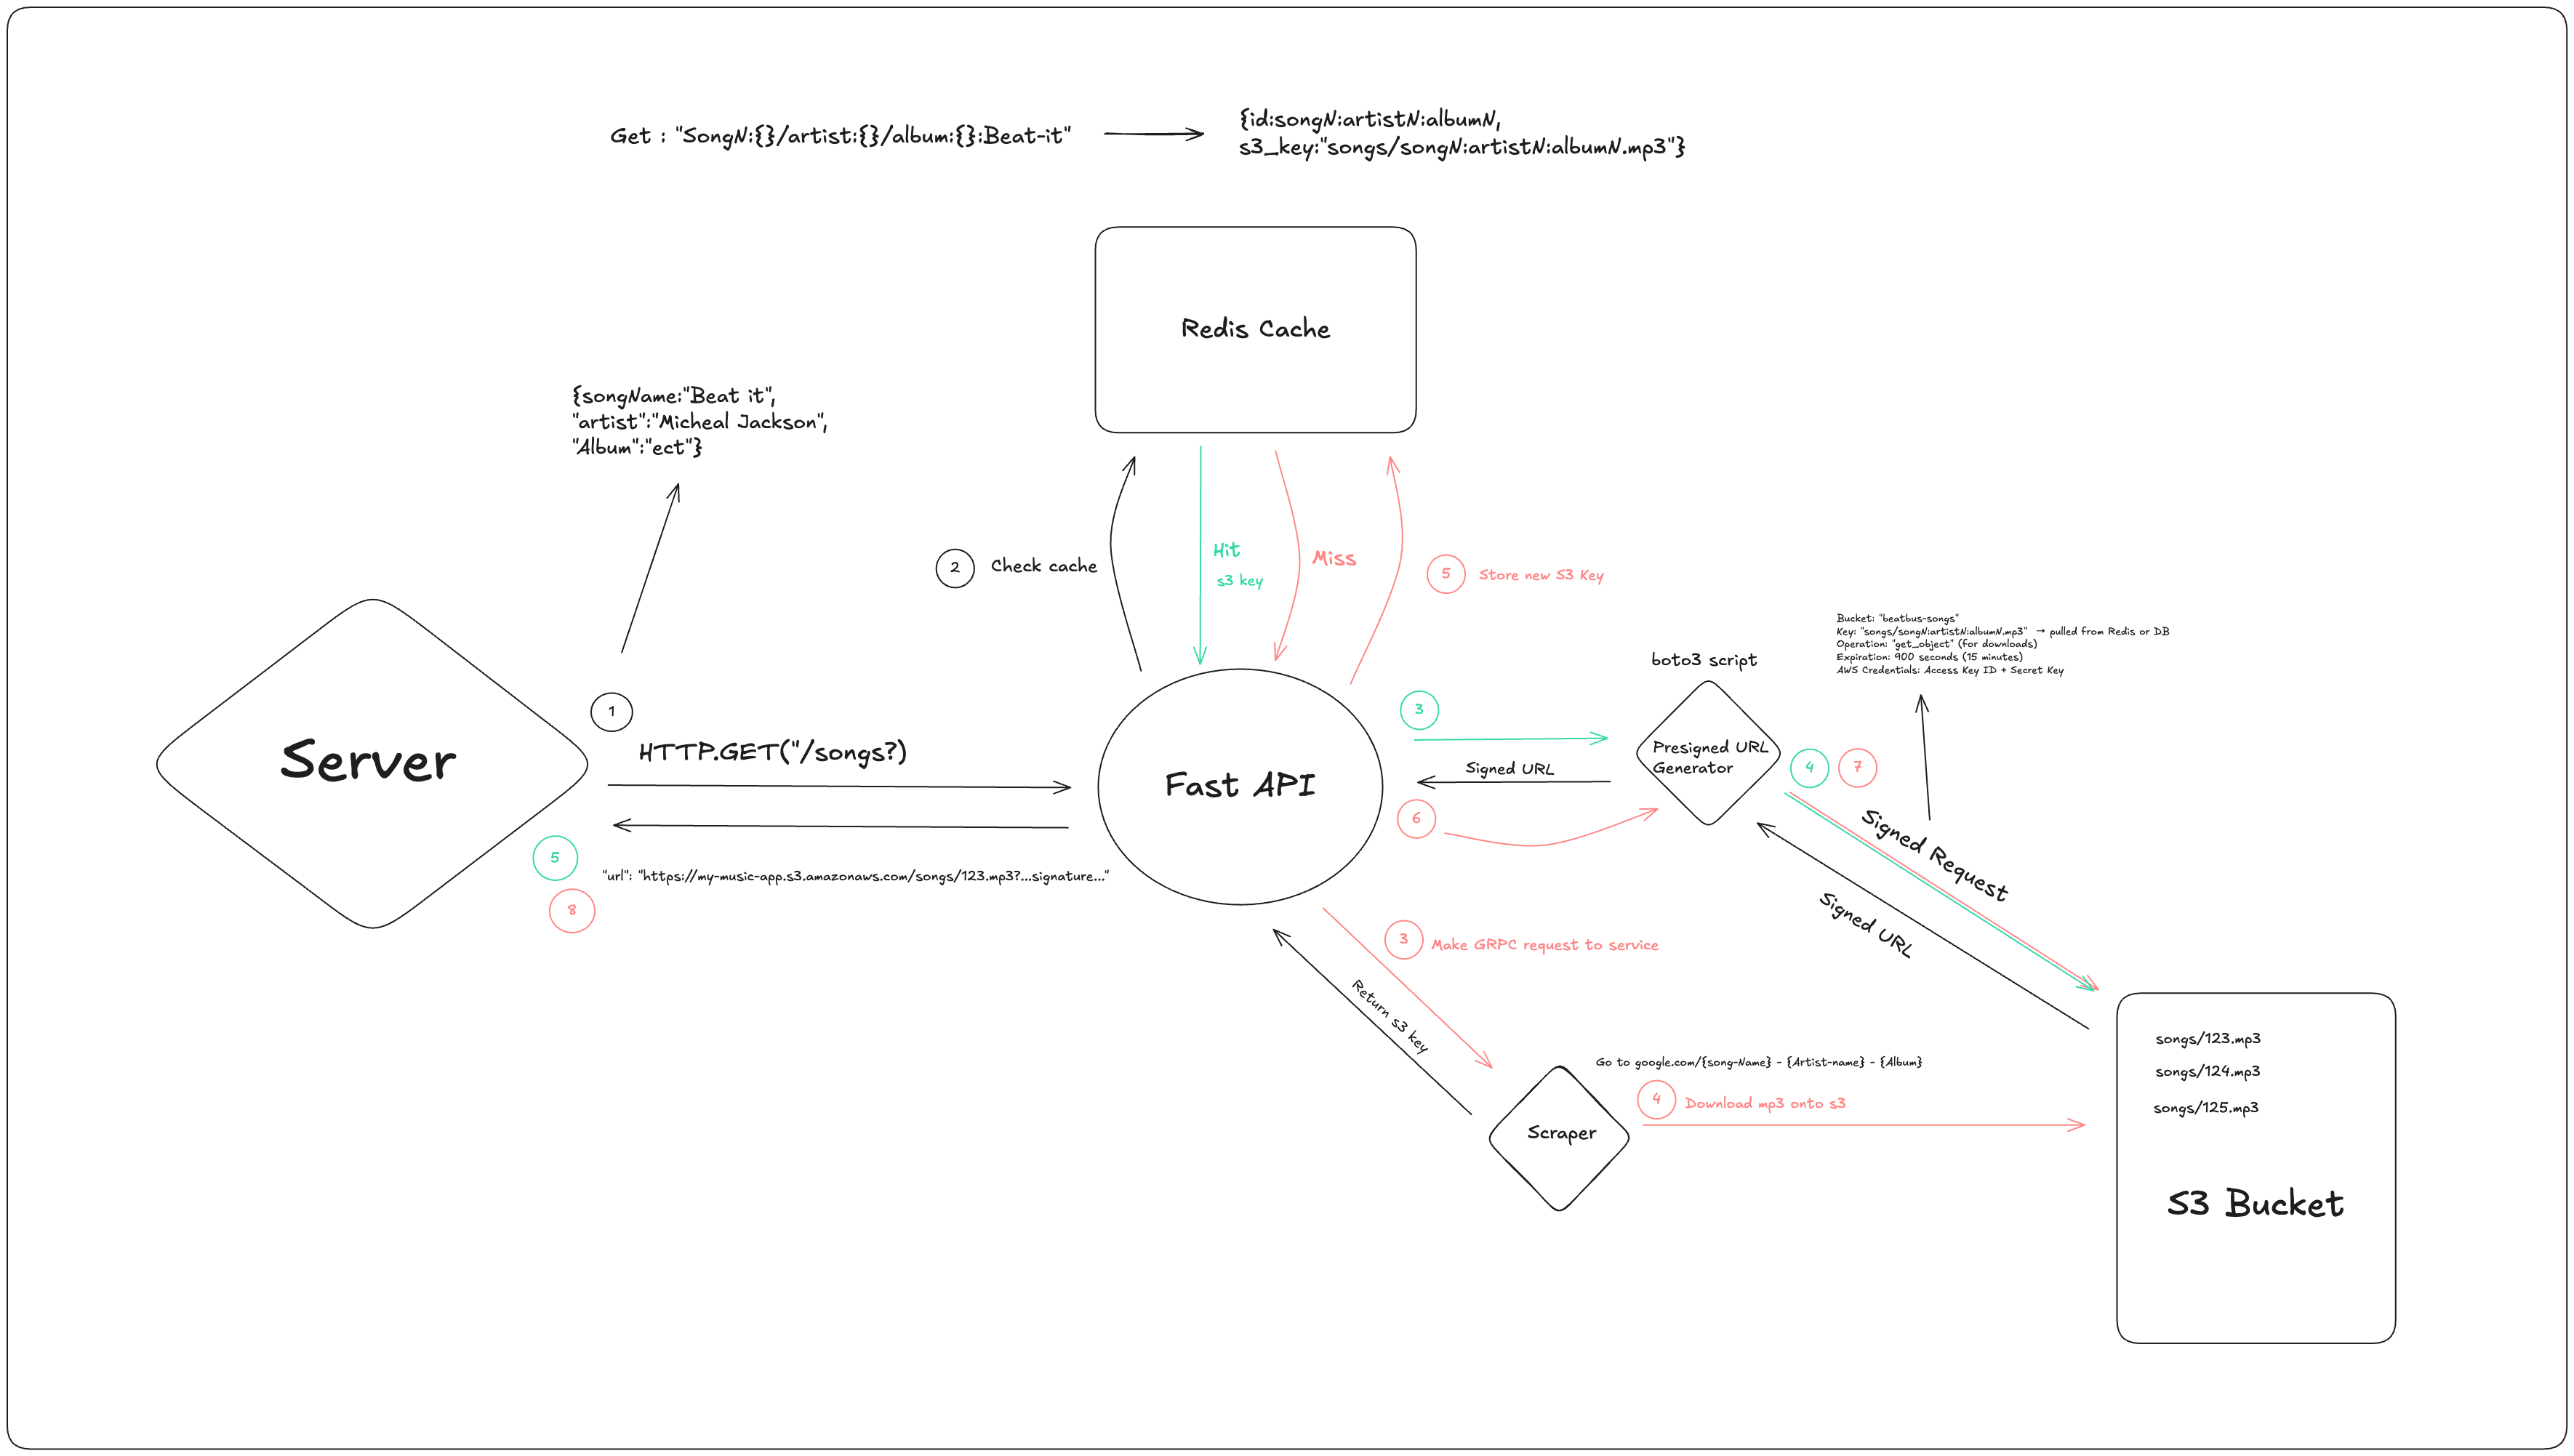 Get : "SongN:{}/artist:{}/album:{}:Beat-it"
{id:songN:artistN:albumN,
s3_key:"songs/songN:artistN:albumN.mp3"}
Redis Cache
{songName:"Beat it",
"artist":"Micheal Jackson",
"Album":"ect"}
2
Check cache
Hit
s3 key
Miss
5
Store new S3 Key
Bucket: "beatbus-songs"
Key: "songs/songN:artistN:albumN.mp3" → pulled from Redis or DB
Operation: "get_object" (for downloads)
Expiration: 900 seconds (15 minutes)
AWS Credentials: Access Key ID + Secret Key
boto3 script
1
3
HTTP.GET("/songs?)
Server
Fast API
Signed URL
Presigned URL
Generator
4
7
6
Signed Request
Signed URL
5
"url": "https://my-music-app.s3.amazonaws.com/songs/123.mp3?...signature..."
8
3
Make GRPC request to service
Return s3 key
Go to google.com/{song-Name} - {Artist-name} - {Album}
4
Download mp3 onto s3
Scraper
songs/123.mp3
songs/124.mp3
songs/125.mp3
S3 Bucket